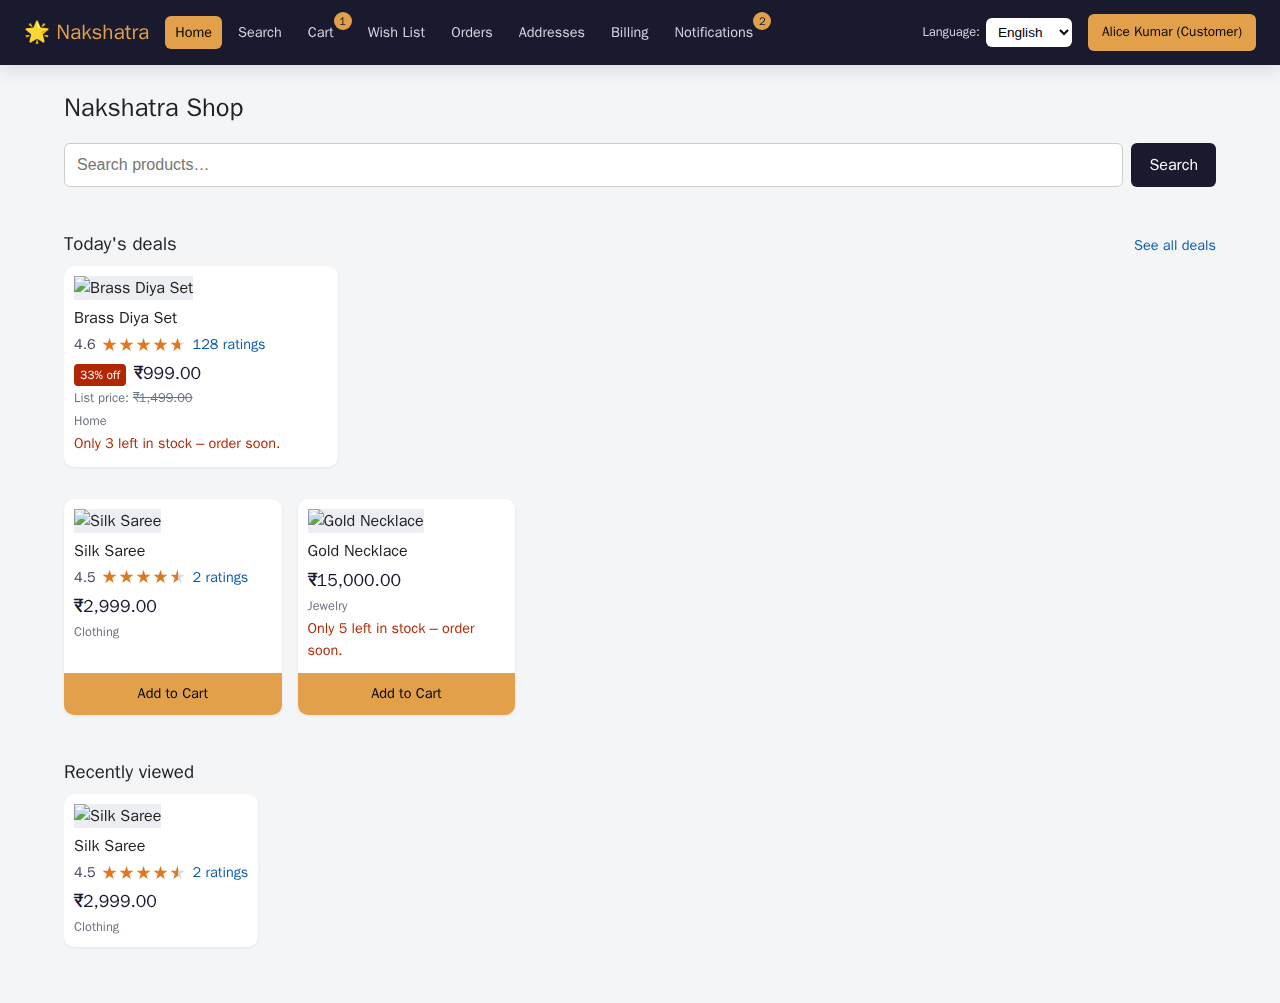 🌟 Nakshatra Home Search Cart 1 Wish List Orders Addresses Billing Notifications 2 Language: English Alice Kumar (Customer)
Nakshatra Shop
Search products… Search
Today's deals See all deals
Brass Diya Set
Brass Diya Set
4.6 ★★★★★ 128 ratings
33% off ₹999.00
List price: ₹1,499.00
Home
Only 3 left in stock – order soon.
Silk Saree
Silk Saree
4.5 ★★★★★ 2 ratings
₹2,999.00
Clothing
Add to Cart
Gold Necklace
Gold Necklace
₹15,000.00
Jewelry
Only 5 left in stock – order
soon.
Add to Cart
Recently viewed
Silk Saree
Silk Saree
4.5 ★★★★★ 2 ratings
₹2,999.00
Clothing